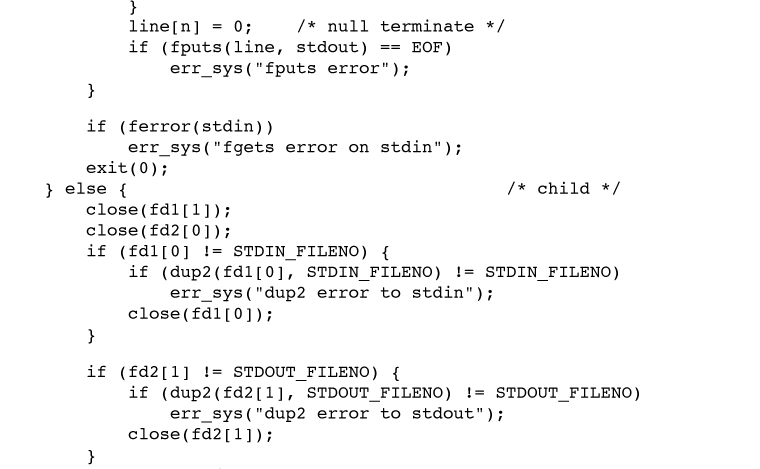 }
line[n] = 0;    /* null terminate */
if (fputs(line, stdout) == EOF)
err_sys("fputs error");
}
if (ferror(stdin))
err_sys("fgets error on stdin");
exit(0);
} else {    /* child */
close(fd1[1]);
close(fd2[0]);
if (fd1[0] != STDIN_FILENO) {
if (dup2(fd1[0], STDIN_FILENO) != STDIN_FILENO)
err_sys("dup2 error to stdin");
close(fd1[0]);
}
if (fd2[1] != STDOUT_FILENO) {
if (dup2(fd2[1], STDOUT_FILENO) != STDOUT_FILENO)
err_sys("dup2 error to stdout");
close(fd2[1]);
}